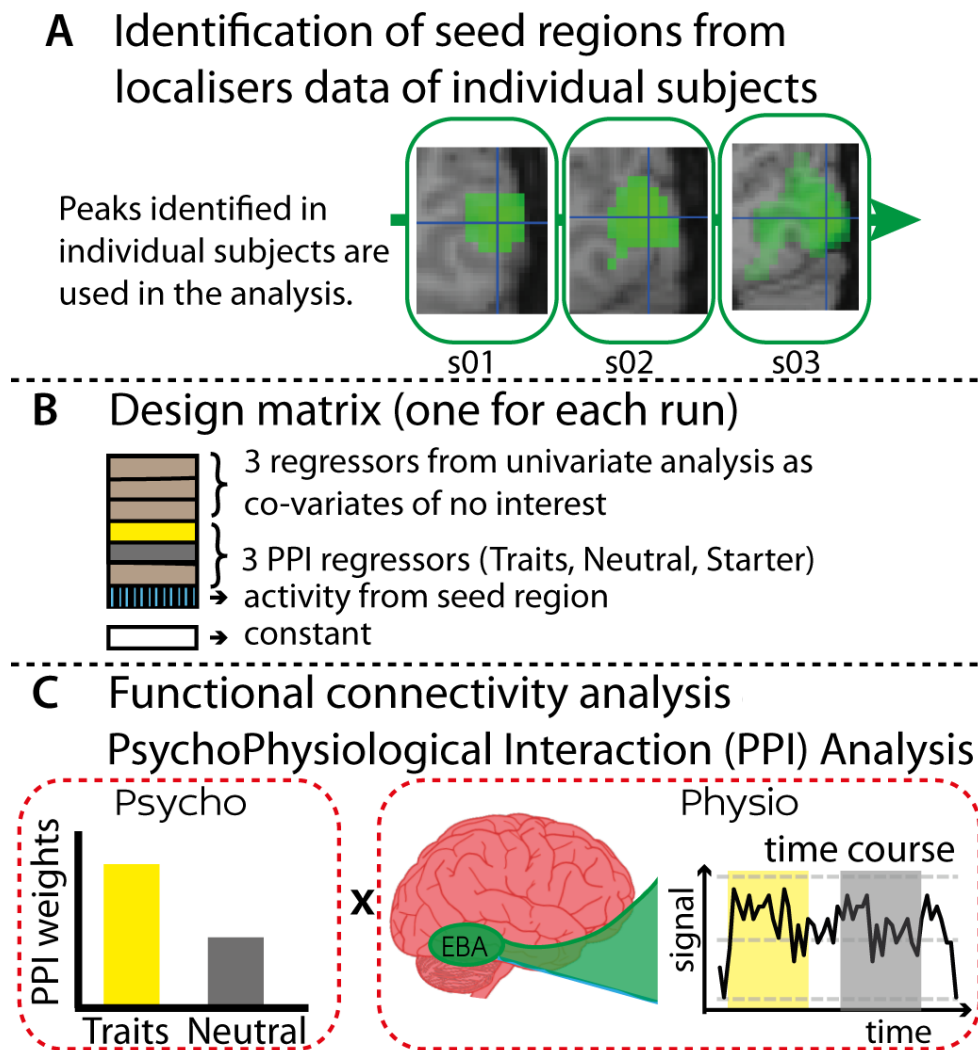 A Identification of seed regions from
localisers data of individual subjects
Peaks identified in
individual subjects are
used in the analysis.
s01 s02 s03
B Design matrix (one for each run)
3 regressors from univariate analysis as
co-variates of no interest
3 PPI regressors (Traits, Neutral, Starter)
activity from seed region
constant
C Functional connectivity analysis
PsychoPhysiological Interaction (PPI) Analysis
Psycho
PPI weights
Traits Neutral
x
Physio
EBA
time course
signal
time